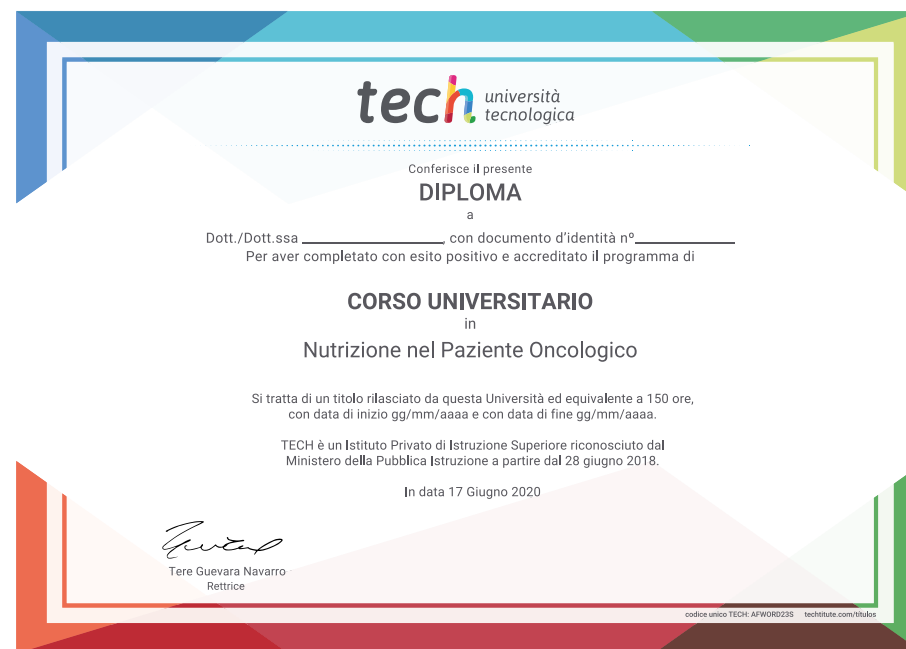 tech università
tecnologica
Conferisce il presente
DIPLOMA
a
Dott./Dott.ssa ________________, con documento d'identità nº____________
Per aver completato con esito positivo e accreditato il programma di
CORSO UNIVERSITARIO
in
Nutrizione nel Paziente Oncologico
Si tratta di un titolo rilasciato da questa Università ed equivalente a 150 ore,
con data di inizio gg/mm/aaaa e con data di fine gg/mm/aaaa.
TECH è un Istituto Privato di Istruzione Superiore riconosciuto dal
Ministero della Pubblica Istruzione a partire dal 28 giugno 2018.
In data 17 Giugno 2020
Tere Guevara Navarro
Rettrice
codice unico TECH: AFWORD23S techtitute.com/titulos